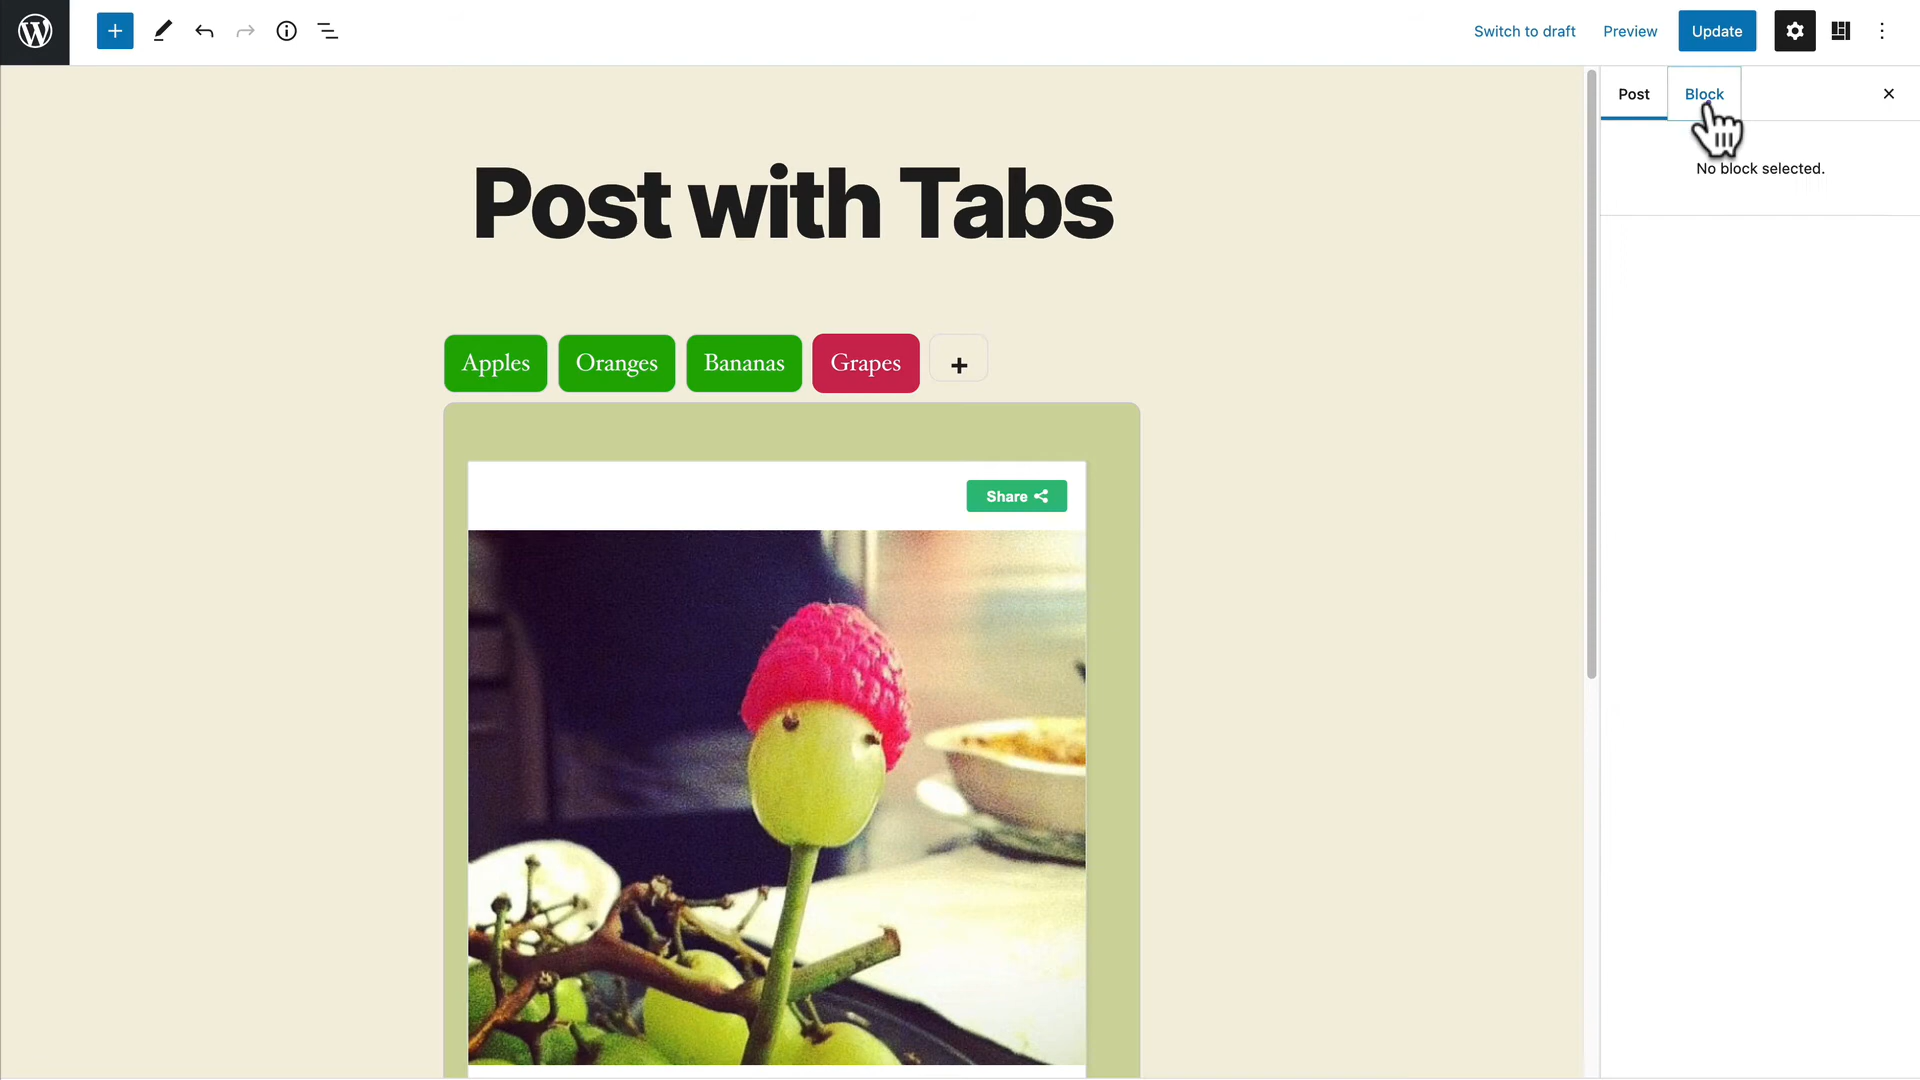 Switch to draft
Preview
Update
Post
Block
No block selected.
Post with Tabs
Apples
Oranges
Bananas
Grapes
Share